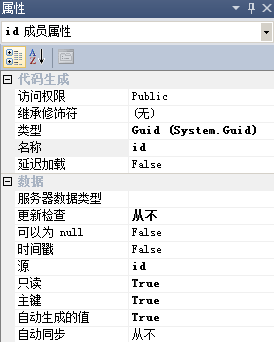 属性
id 成员属性
代码生成
访问权限 Public
继承修饰符 (无)
类型 Guid (System.Guid)
名称 id
延迟加载 False
数据
服务器数据类型
更新检查 从不
可以为 null False
时间戳 False
源 id
只读 True
主键 True
自动生成的值 True
自动同步 从不